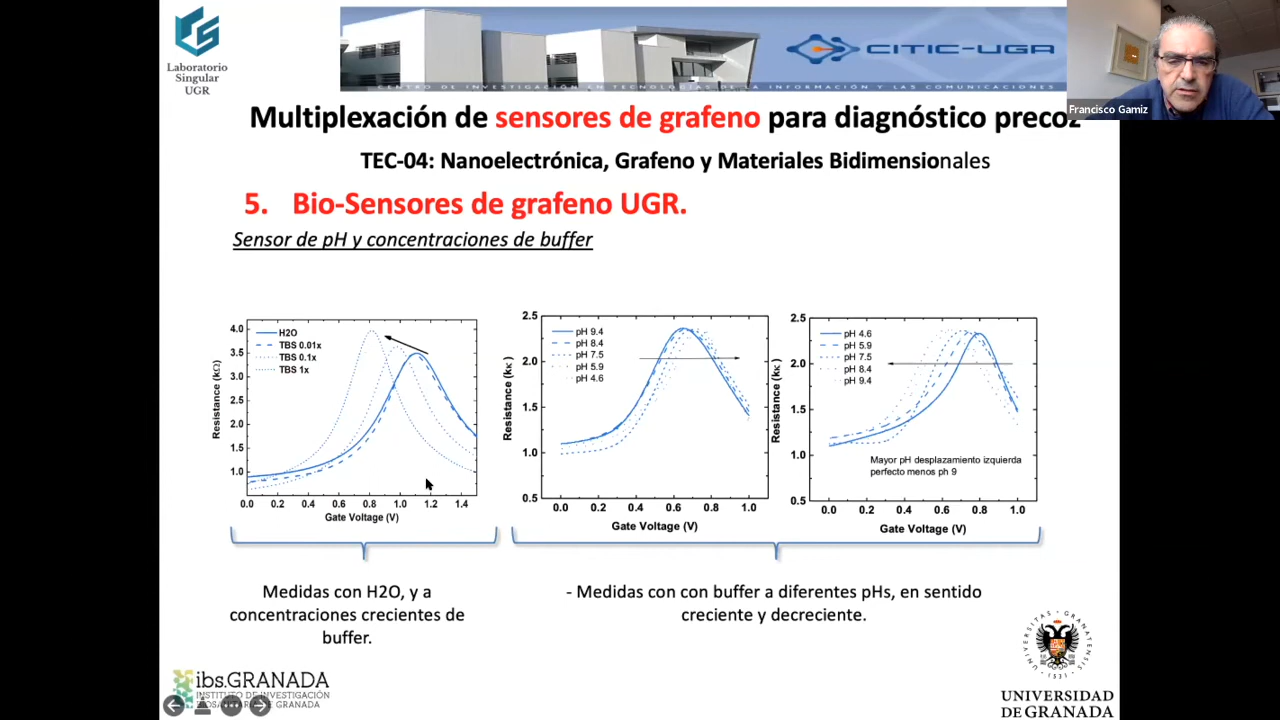 Laboratorio
Singular
UGR
CITIC-UGR
CENTRO DE INVESTIGACIÓN EN TECNOLOGÍAS DE LA INFORMACIÓN Y LAS COMUNICACIONES
Francisco Gamiz
Multiplexación de sensores de grafeno para diagnóstico precoz
TEC-04: Nanoelectrónica, Grafeno y Materiales Bidimensionales
5. Bio-Sensores de grafeno UGR.
Sensor de pH y concentraciones de buffer
H2O
TBS 0.01x
TBS 0.1x
TBS 1x
Resistance (kΩ)
4.0
3.5
3.0
2.5
2.0
1.5
1.0
0.0 0.2 0.4 0.6 0.8 1.0 1.2 1.4
Gate Voltage (V)
pH 9.4
pH 8.4
pH 7.5
pH 5.9
pH 4.6
Resistance (kκ)
2.5
2.0
1.5
1.0
0.5
0.0 0.2 0.4 0.6 0.8 1.0
Gate Voltage (V)
pH 4.6
pH 5.9
pH 7.5
pH 8.4
pH 9.4
Resistance (kκ)
2.5
2.0
1.5
1.0
0.5
Mayor pH desplazamiento izquierda
perfecto menos ph 9
0.0 0.2 0.4 0.6 0.8 1.0
Gate Voltage (V)
Medidas con H2O, y a
concentraciones crecientes de
buffer.
- Medidas con con buffer a diferentes pHs, en sentido
creciente y decreciente.
ibs.GRANADA
INSTITUTO DE INVESTIGACIÓN
BIOSANITARIA DE GRANADA
UNIVERSITAS GRANATENSIS
1531
UNIVERSIDAD
DE GRANADA